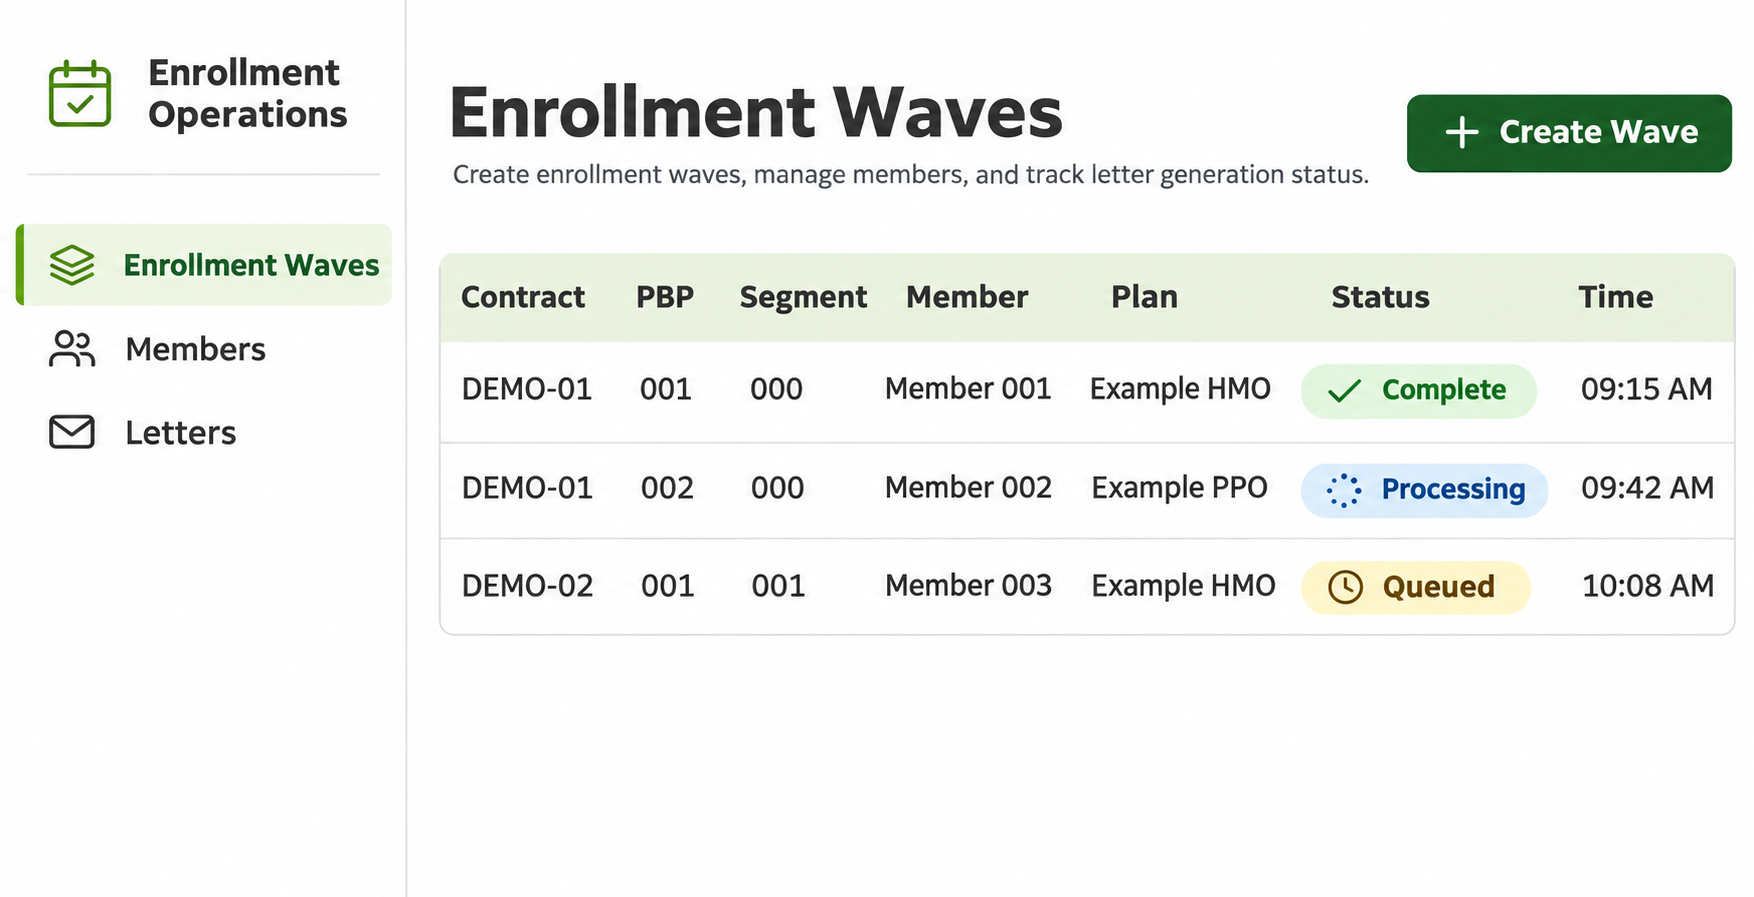 Enrollment
Operations
Enrollment Waves
Members
Letters
Enrollment Waves
Create enrollment waves, manage members, and track letter generation status.
+ Create Wave
Contract PBP Segment Member Plan Status Time
DEMO-01 001 000 Member 001 Example HMO Complete 09:15 AM
DEMO-01 002 000 Member 002 Example PPO Processing 09:42 AM
DEMO-02 001 001 Member 003 Example HMO Queued 10:08 AM